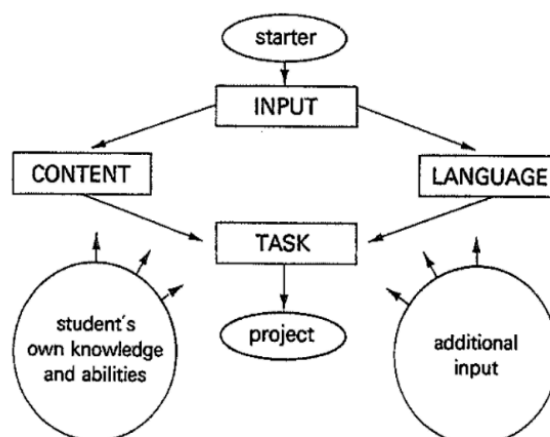 starter
INPUT
CONTENT
LANGUAGE
TASK
student's
own knowledge
and abilities
project
additional
input